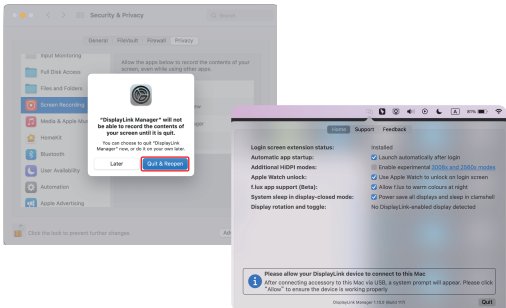 Security & Privacy
Search
General FileVault Firewall Privacy
Input Monitoring
Full Disk Access
Files and Folders
Screen Recording
Media & Apple Mus
HomeKit
Bluetooth
User Availability
Automation
Apple Advertising
Allow the apps below to record the contents of your
screen, even while using other apps.
"DisplayLink Manager" will not
be able to record the contents of
your screen until it is quit.
You can choose to quit "DisplayLink
Manager" now, or do it on your own later.
Later Quit & Reopen
Click the lock to prevent further changes.
81%
Home Support Feedback
Login screen extension status: Installed
Automatic app startup: Launch automatically after login
Additional HiDPI modes: Enable experimental 3008x and 2560x modes
Apple Watch unlock: Use Apple Watch to unlock on login screen
f.lux app support (Beta): Allow f.lux to warm colours at night
System sleep in display-closed mode: Power save all displays and sleep in clamshell
Display rotation and toggle: No DisplayLink-enabled display detected
Please allow your DisplayLink device to connect to this Mac
After connecting accessory to this Mac via USB, a system prompt will appear. Please click
"Allow" to ensure the device is working properly
Quit